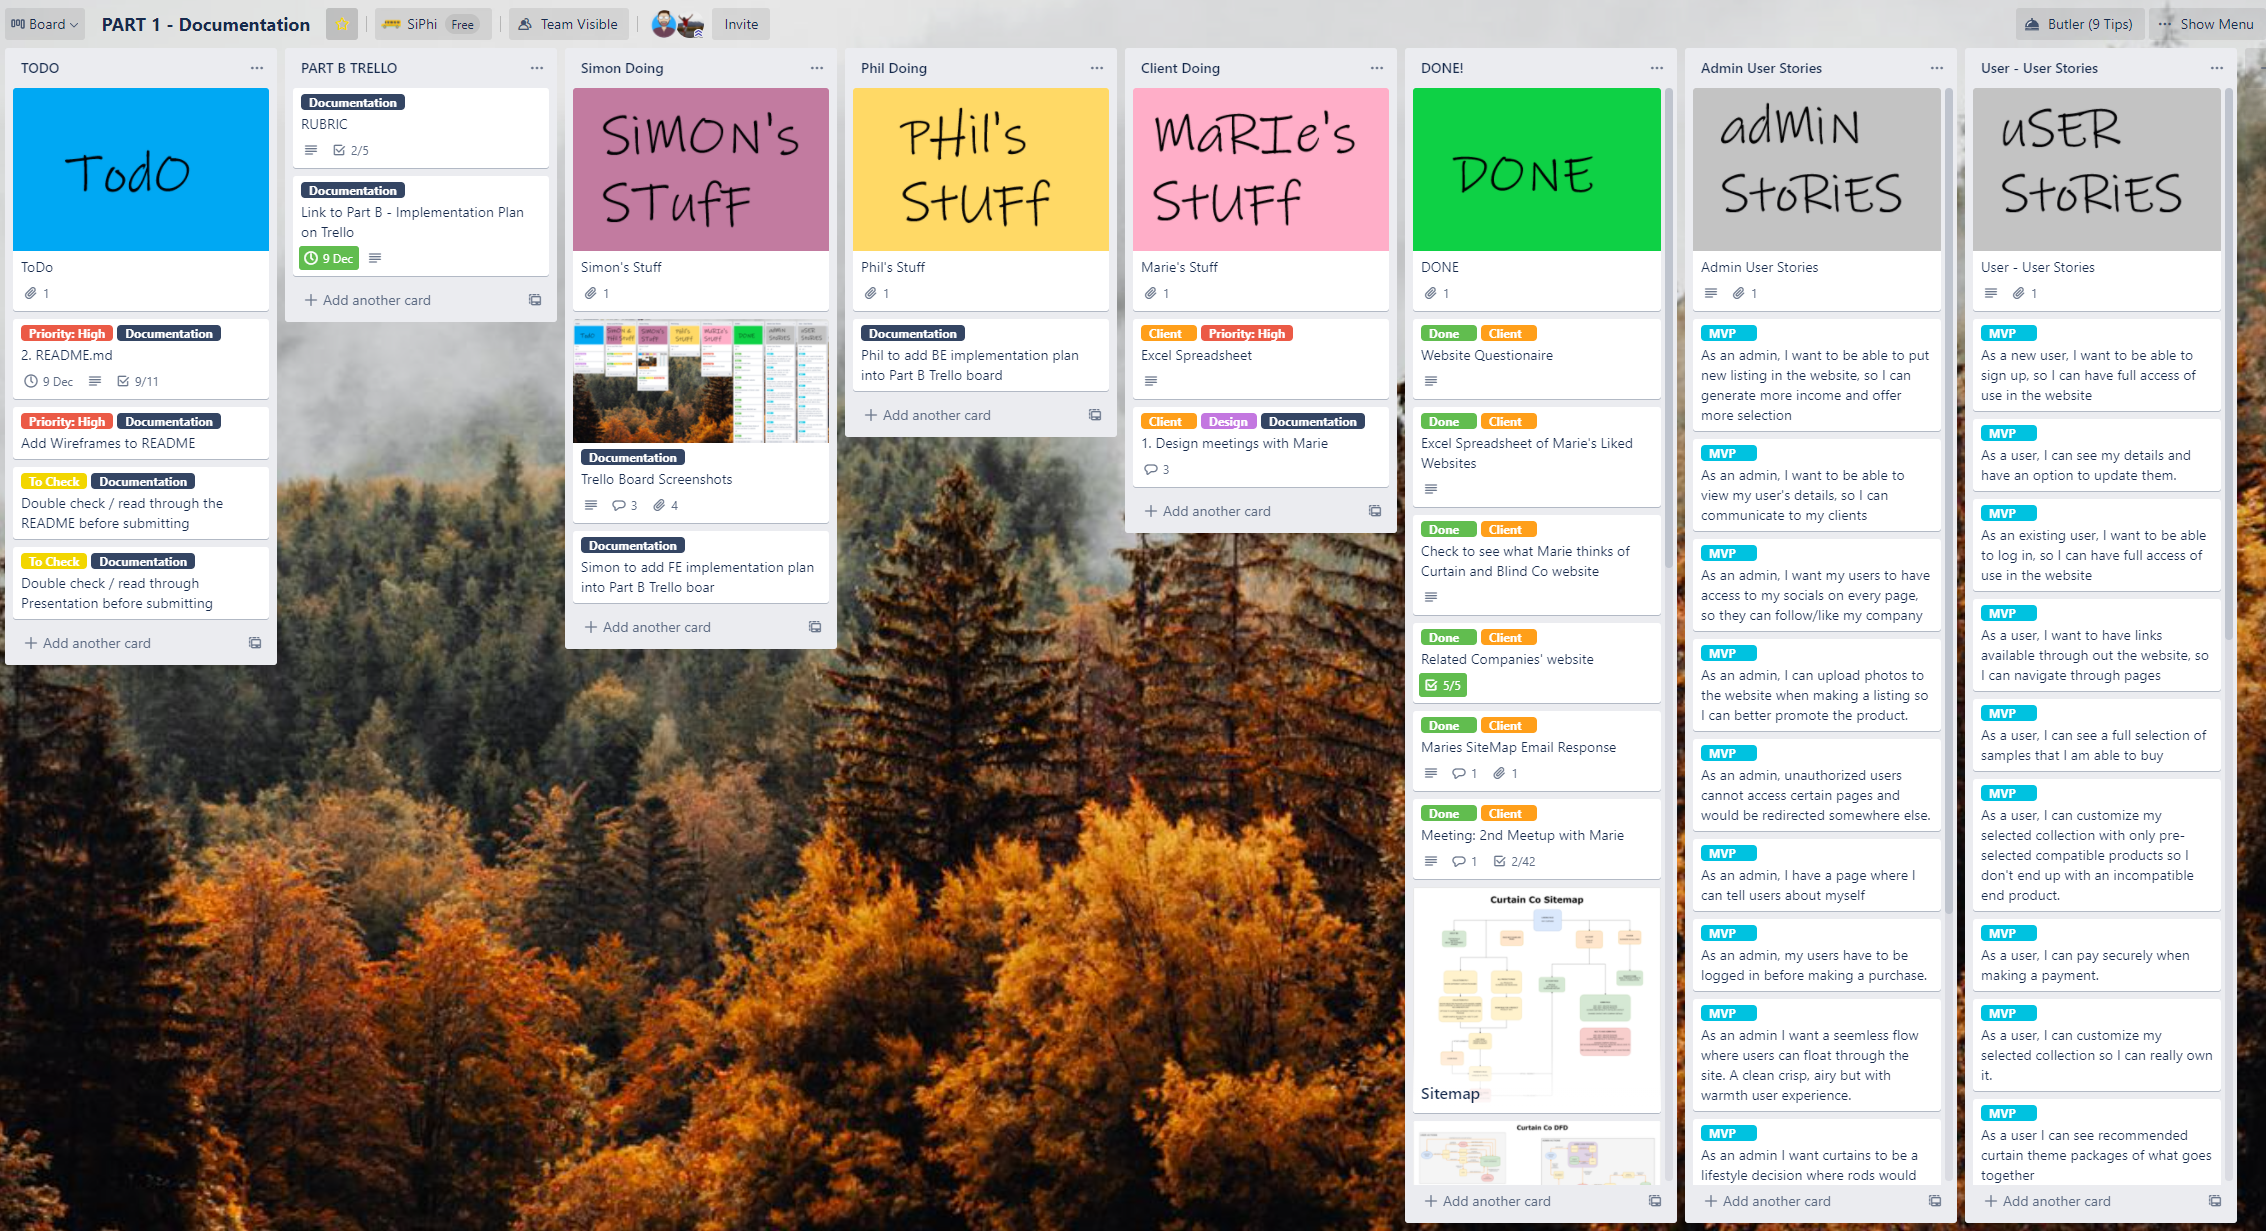 Board
PART 1 - Documentation
SiPhi Free
Team Visible
Invite
Butler (9 Tips)
Show Menu
TODO
TodO
ToDo
1
Priority: High Documentation
2. README.md
9 Dec 9/11
Priority: High Documentation
Add Wireframes to README
To Check Documentation
Double check / read through the
README before submitting
To Check Documentation
Double check / read through
Presentation before submitting
Add another card
PART B TRELLO
Documentation
RUBRIC
2/5
Documentation
Link to Part B - Implementation Plan
on Trello
9 Dec
Add another card
Simon Doing
SiMON's
STuFF
Simon's Stuff
1
Documentation
Trello Board Screenshots
3 4
Documentation
Simon to add FE implementation plan
into Part B Trello boar
Add another card
Phil Doing
PHil's
StUFf
Phil's Stuff
1
Documentation
Phil to add BE implementation plan
into Part B Trello board
Add another card
Client Doing
MaRIe's
StUFf
Marie's Stuff
1
Client Priority: High
Excel Spreadsheet
Client Design Documentation
1. Design meetings with Marie
3
Add another card
DONE!
DONE
DONE
1
Done Client
Website Questionaire
Done Client
Excel Spreadsheet of Marie's Liked
Websites
Done Client
Check to see what Marie thinks of
Curtain and Blind Co website
Done Client
Related Companies' website
5/5
Done Client
Maries SiteMap Email Response
1 1
Done Client
Meeting: 2nd Meetup with Marie
1 2/42
Curtain Co Sitemap
Sitemap
Curtain Co DFD
Add another card
Admin User Stories
adMiN
StoRiES
Admin User Stories
1
MVP
As an admin, I want to be able to put
new listing in the website, so I can
generate more income and offer
more selection
MVP
As an admin, I want to be able to
view my user's details, so I can
communicate to my clients
MVP
As an admin, I want my users to have
access to my socials on every page,
so they can follow/like my company
MVP
As an admin, I can upload photos to
the website when making a listing so
I can better promote the product.
MVP
As an admin, unauthorized users
cannot access certain pages and
would be redirected somewhere else.
MVP
As an admin, I have a page where I
can tell users about myself
MVP
As an admin, my users have to be
logged in before making a purchase.
MVP
As an admin I want a seemless flow
where users can float through the
site. A clean crisp, airy but with
warmth user experience.
MVP
As an admin I want curtains to be a
lifestyle decision where rods would
Add another card
User - User Stories
uSER
StoRiES
User - User Stories
1
MVP
As a new user, I want to be able to
sign up, so I can have full access of
use in the website
MVP
As a user, I can see my details and
have an option to update them.
MVP
As an existing user, I want to be able
to log in, so I can have full access of
use in the website
MVP
As a user, I want to have links
available through out the website, so
I can navigate through pages
MVP
As a user, I can see a full selection of
samples that I am able to buy
MVP
As a user, I can customize my
selected collection with only pre-
selected compatible products so I
don't end up with an incompatible
end product.
MVP
As a user, I can pay securely when
making a payment.
MVP
As a user, I can customize my
selected collection so I can really own
it.
MVP
As a user I can see recommended
curtain theme packages of what goes
together
Add another card